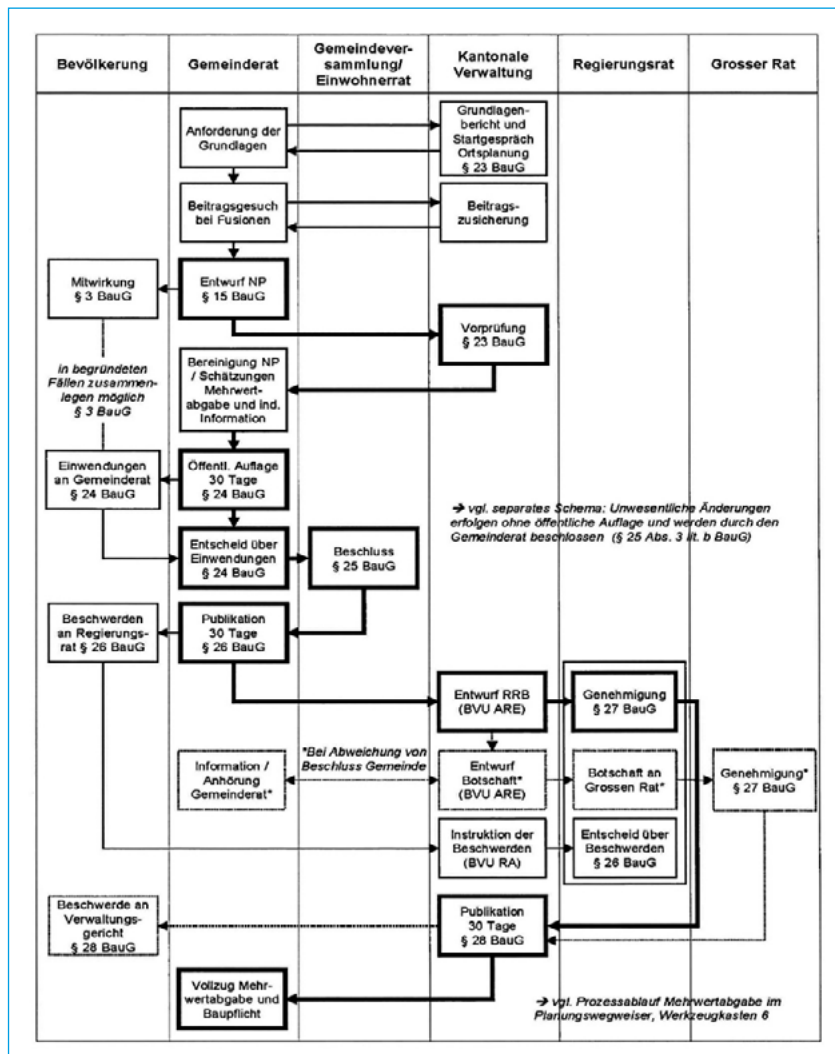 Bevölkerung
Gemeinderat
Gemeindever-
sammlung/
Einwohnerrat
Kantonale
Verwaltung
Regierungsrat
Grosser Rat
Anforderung der
Grundlagen
Grundlagen-
bericht und
Startgespräch
Ortsplanung
§ 23 BauG
Beitragsgesuch
bei Fusionen
Beitrags-
zusicherung
Mitwirkung
§ 3 BauG
Entwurf NP
§ 15 BauG
Vorprüfung
§ 23 BauG
in begründeten
Fällen zusammen-
legen möglich
§ 3 BauG
Bereinigung NP
/ Schätzungen
Mehrwert-
abgabe und ind.
Information
Einwendungen
an Gemeinderat
§ 24 BauG
Öffentl. Auflage
30 Tage
§ 24 BauG
→ vgl. separates Schema: Unwesentliche Änderungen
erfolgen ohne öffentliche Auflage und werden durch den
Gemeinderat beschlossen (§ 25 Abs. 3 lit. b BauG)
Entscheid über
Einwendungen
§ 24 BauG
Beschluss
§ 25 BauG
Beschwerden
an Regierungs-
rat § 26 BauG
Publikation
30 Tage
§ 26 BauG
Entwurf RRB
(BVU ARE)
Genehmigung
§ 27 BauG
Information /
Anhörung
Gemeinderat*
*Bei Abweichung von
Beschluss Gemeinde
Entwurf
Botschaft*
(BVU ARE)
Botschaft an
Grossen Rat*
Genehmigung*
§ 27 BauG
Instruktion der
Beschwerden
(BVU RA)
Entscheid über
Beschwerden
§ 26 BauG
Beschwerde an
Verwaltungs-
gericht
§ 28 BauG
Publikation
30 Tage
§ 28 BauG
Vollzug Mehr-
wertabgabe und
Baupflicht
→ vgl. Prozessablauf Mehrwertabgabe im
Planungswegweiser, Werkzeugkasten 6